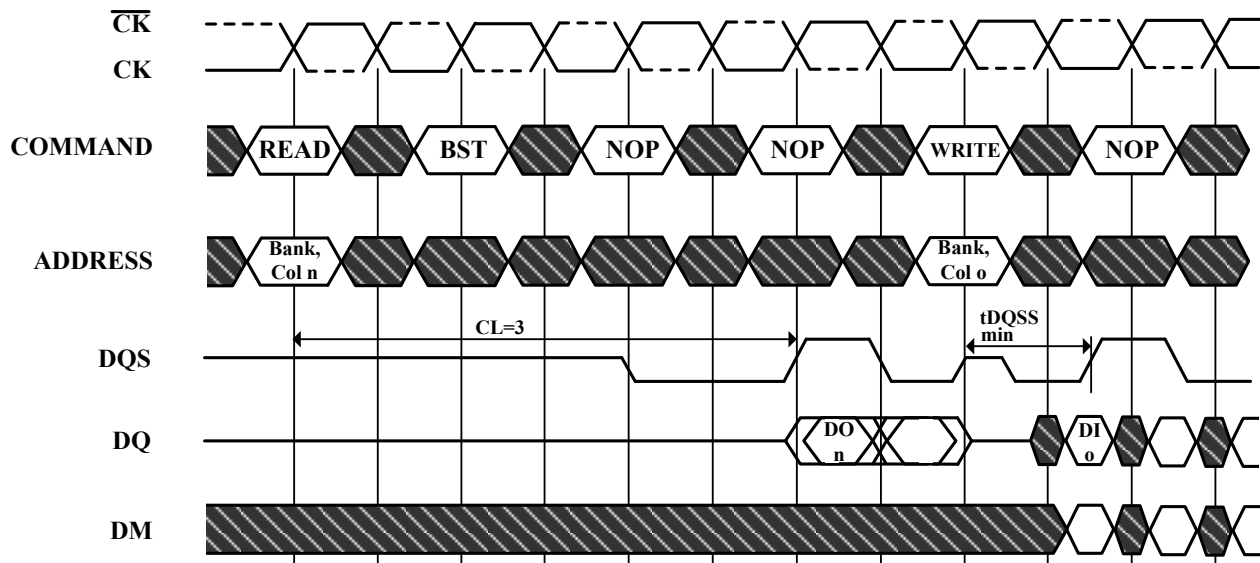 C̅K̅
CK
COMMAND
READ
BST
NOP
NOP
WRITE
NOP
ADDRESS
Bank,
Col n
Bank,
Col o
CL=3
tDQSS
min
DQS
DQ
DO
n
DI
o
DM